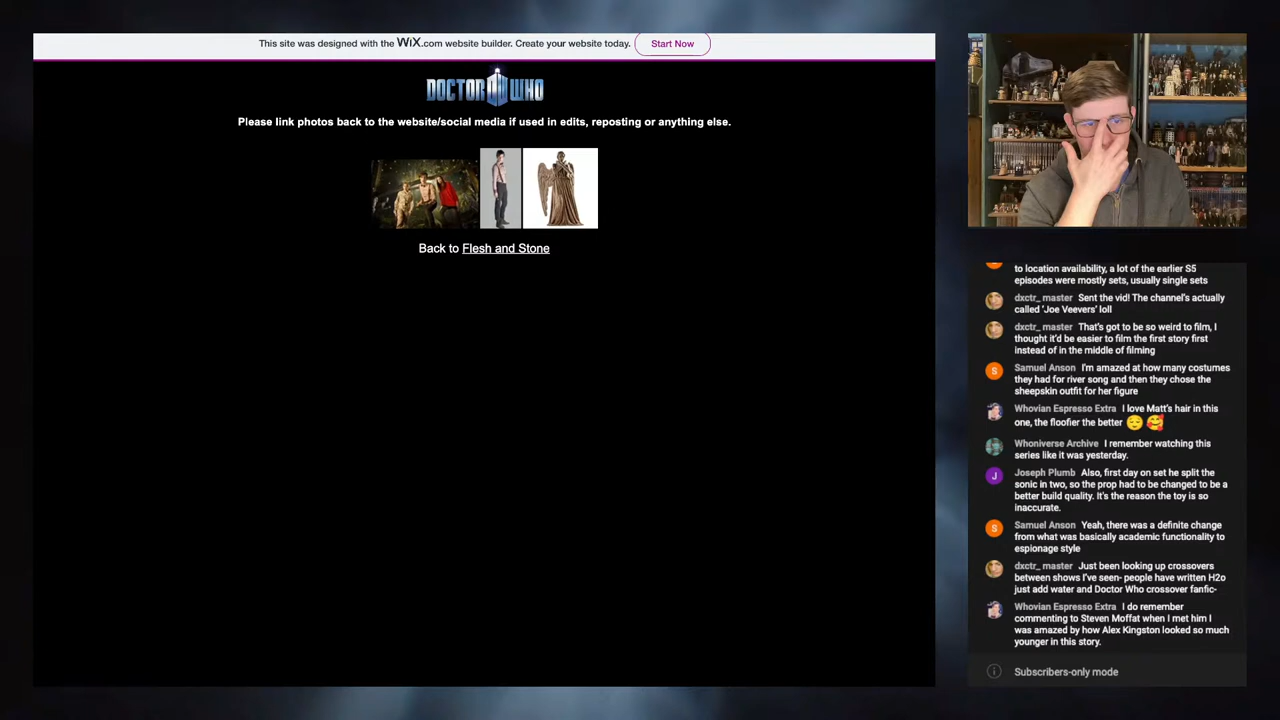 This site was designed with the WiX.com website builder. Create your website today. Start Now
DOCTOR WHO
Please link photos back to the website/social media if used in edits, reposting or anything else.
Back to Flesh and Stone
to location availability, a lot of the earlier S5
episodes were mostly sets, usually single sets
dxctr_ master Sent the vid! The channel's actually
called 'Joe Veevers' loll
dxctr_ master That's got to be so weird to film, I
thought it'd be easier to film the first story first
instead of in the middle of filming
Samuel Anson I'm amazed at how many costumes
they had for river song and then they chose the
sheepskin outfit for her figure
Whovian Espresso Extra I love Matt's hair in this
one, the floofier the better
Whoniverse Archive I remember watching this
series like it was yesterday.
Joseph Plumb Also, first day on set he split the
sonic in two, so the prop had to be changed to be a
better build quality. It's the reason the toy is so
inaccurate.
Samuel Anson Yeah, there was a definite change
from what was basically academic functionality to
espionage style
dxctr_ master Just been looking up crossovers
between shows I've seen- people have written H2o
just add water and Doctor Who crossover fanfic-
Whovian Espresso Extra I do remember
commenting to Steven Moffat when I met him I
was amazed by how Alex Kingston looked so much
younger in this story.
Subscribers-only mode